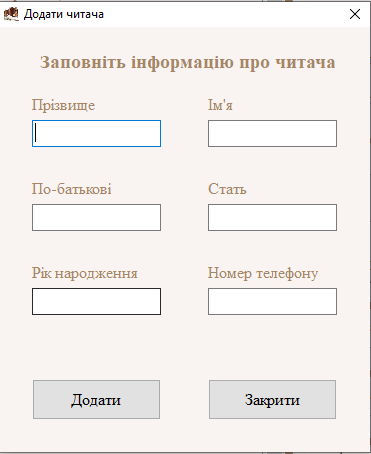 Додати читача
Заповніть інформацію про читача
Прізвище Ім'я
По-батькові Стать
Рік народження Номер телефону
Додати Закрити